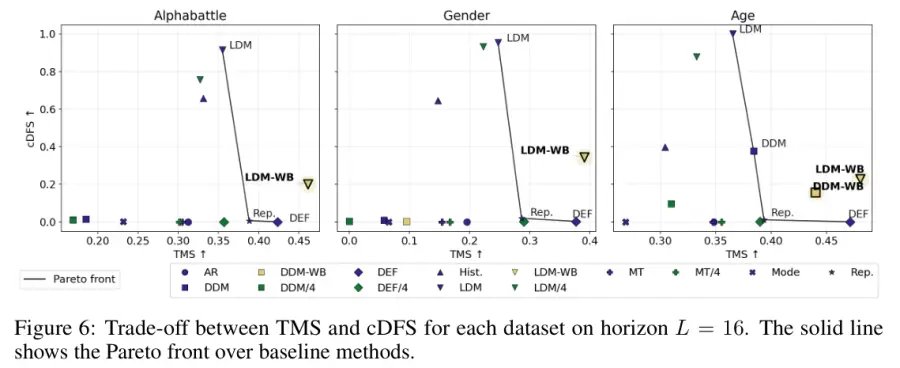 Alphabattle
Gender
Age
cDFS ↑
1.0
0.8
0.6
0.4
0.2
0.0
LDM
LDM-WB
Rep.
DEF
0.20
0.25
0.30
0.35
0.40
0.45
TMS ↑
LDM
LDM-WB
Rep.
DEF
0.0
0.1
0.2
0.3
0.4
TMS ↑
LDM
DDM
LDM-WB
DDM-WB
Rep.
DEF
0.30
0.35
0.40
0.45
TMS ↑
Pareto front
AR
DDM-WB
DEF
Hist.
LDM-WB
MT
Mode
Rep.
DDM
DDM/4
DEF/4
LDM
LDM/4
MT/4
Figure 6: Trade-off between TMS and cDFS for each dataset on horizon L = 16. The solid line
shows the Pareto front over baseline methods.